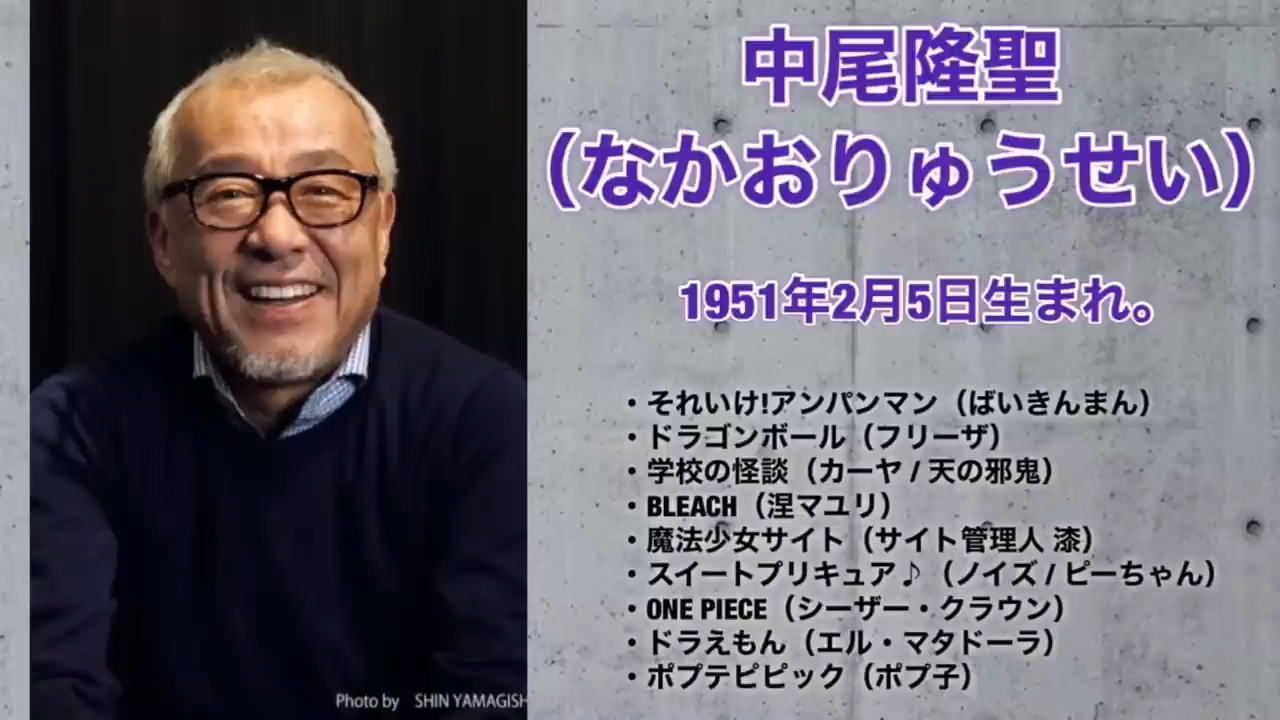 中尾隆聖
(なかおりゅうせい)
1951年2月5日生まれ。
・それいけ!アンパンマン（ばいきんまん）
・ドラゴンボール（フリーザ）
・学校の怪談（カーヤ / 天の邪鬼）
・BLEACH（涅マユリ）
・魔法少女サイト（サイト管理人 漆）
・スイートプリキュア♪（ノイズ / ピーちゃん）
・ONE PIECE（シーザー・クラウン）
・ドラえもん（エル・マタドーラ）
・ポプテピピック（ポプ子）
Photo by SHIN YAMAGISH